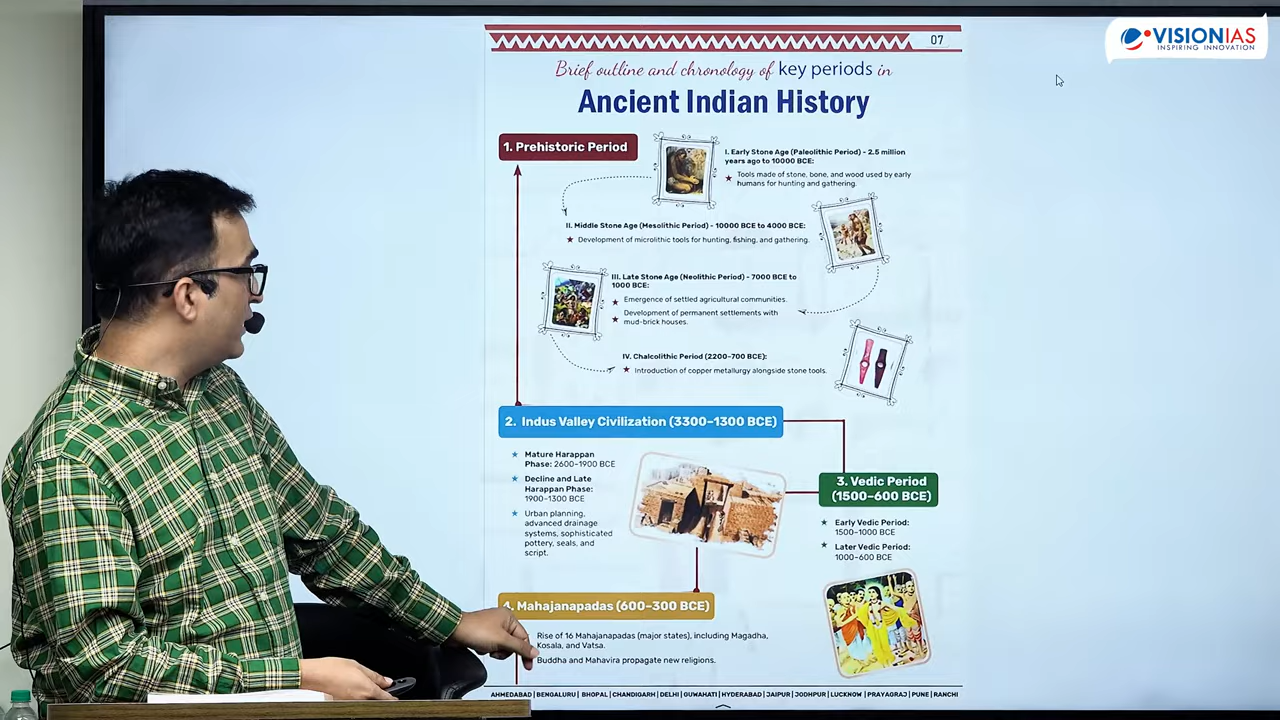 VISIONIAS
INSPIRING INNOVATION
07
Brief outline and chronology of key periods in
Ancient Indian History
1. Prehistoric Period
I. Early Stone Age (Paleolithic Period) - 2.5 million
years ago to 10000 BCE:
Tools made of stone, bone, and wood used by early
humans for hunting and gathering.
II. Middle Stone Age (Mesolithic Period) - 10000 BCE to 4000 BCE:
Development of microlithic tools for hunting, fishing, and gathering.
III. Late Stone Age (Neolithic Period) - 7000 BCE to
1000 BCE:
Emergence of settled agricultural communities.
Development of permanent settlements with
mud-brick houses.
IV. Chalcolithic Period (2200–700 BCE):
Introduction of copper metallurgy alongside stone tools.
2. Indus Valley Civilization (3300–1300 BCE)
Mature Harappan
Phase: 2600–1900 BCE
Decline and Late
Harappan Phase:
1900–1300 BCE
Urban planning,
advanced drainage
systems, sophisticated
pottery, seals, and
script.
3. Vedic Period
(1500–600 BCE)
Early Vedic Period:
1500–1000 BCE
Later Vedic Period:
1000–600 BCE
4. Mahajanapadas (600–300 BCE)
Rise of 16 Mahajanapadas (major states), including Magadha,
Kosala, and Vatsa.
Buddha and Mahavira propagate new religions.
AHMEDABAD | BENGALURU | BHOPAL | CHANDIGARH | DELHI | GUWAHATI | HYDERABAD | JAIPUR | JODHPUR | LUCKNOW | PRAYAGRAJ | PUNE | RANCHI